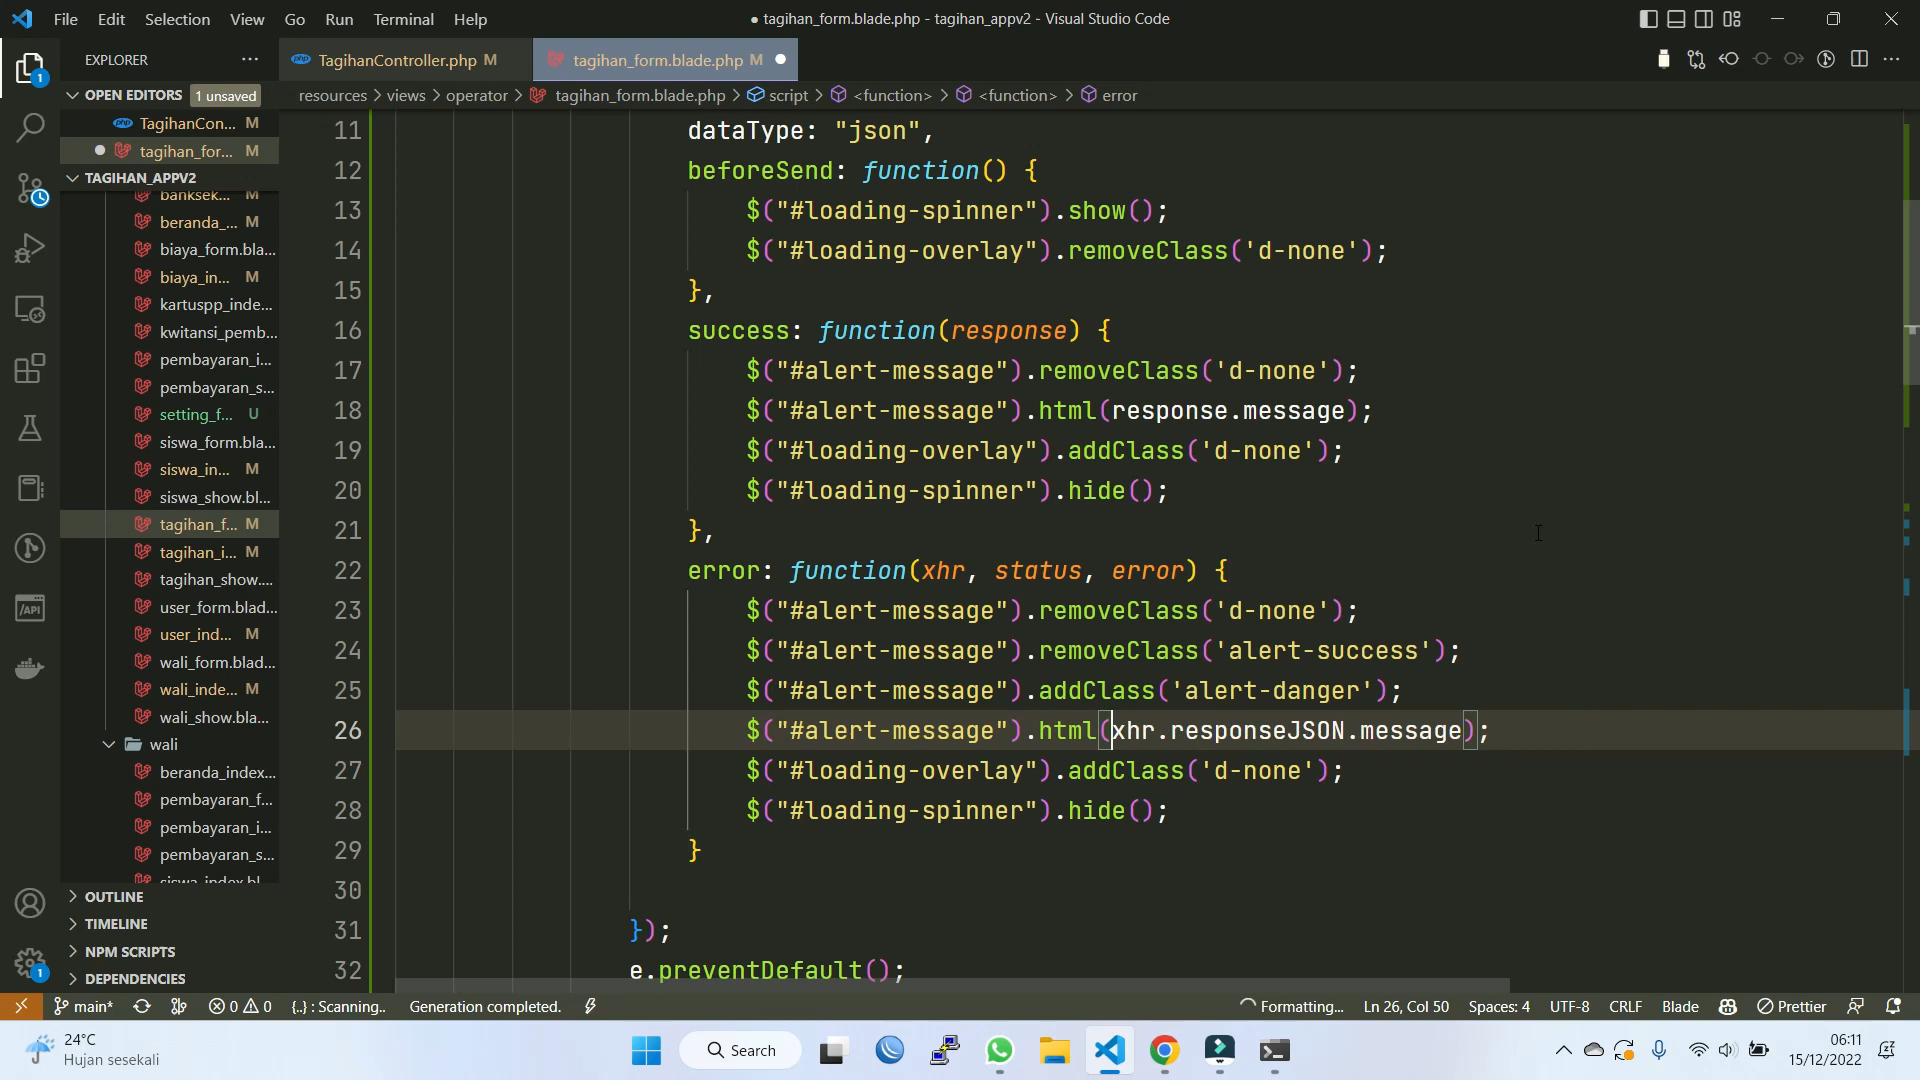 File Edit Selection View Go Run Terminal Help
● tagihan_form.blade.php - tagihan_appv2 - Visual Studio Code
EXPLORER
TagihanController.php M
tagihan_form.blade.php M
OPEN EDITORS 1 unsaved
resources > views > operator > tagihan_form.blade.php > script > <function> > <function> > error
TagihanCon... M
tagihan_for... M
TAGIHAN_APPV2
banksek... M
beranda_... M
biaya_form.bla...
biaya_in... M
kartuspp_inde...
kwitansi_pemb...
pembayaran_i...
pembayaran_s...
setting_f... U
siswa_form.bla...
siswa_in... M
siswa_show.bl...
tagihan_f... M
tagihan_i... M
tagihan_show....
user_form.blad...
user_ind... M
wali_form.blad...
wali_inde... M
wali_show.bla...
wali
beranda_index...
pembayaran_f...
pembayaran_i...
pembayaran_s...
siswa_index.bl...
OUTLINE
TIMELINE
NPM SCRIPTS
DEPENDENCIES
11 dataType: "json",
12 beforeSend: function() {
13 $("#loading-spinner").show();
14 $("#loading-overlay").removeClass('d-none');
15 },
16 success: function(response) {
17 $("#alert-message").removeClass('d-none');
18 $("#alert-message").html(response.message);
19 $("#loading-overlay").addClass('d-none');
20 $("#loading-spinner").hide();
21 },
22 error: function(xhr, status, error) {
23 $("#alert-message").removeClass('d-none');
24 $("#alert-message").removeClass('alert-success');
25 $("#alert-message").addClass('alert-danger');
26 $("#alert-message").html(xhr.responseJSON.message);
27 $("#loading-overlay").addClass('d-none');
28 $("#loading-spinner").hide();
29 }
30
31 });
32 e.preventDefault();
1
1
API
main* 0 0 {..} : Scanning.. Generation completed. Formatting... Ln 26, Col 50 Spaces: 4 UTF-8 CRLF Blade Prettier
24°C
Hujan sesekali
Search
06:11
15/12/2022